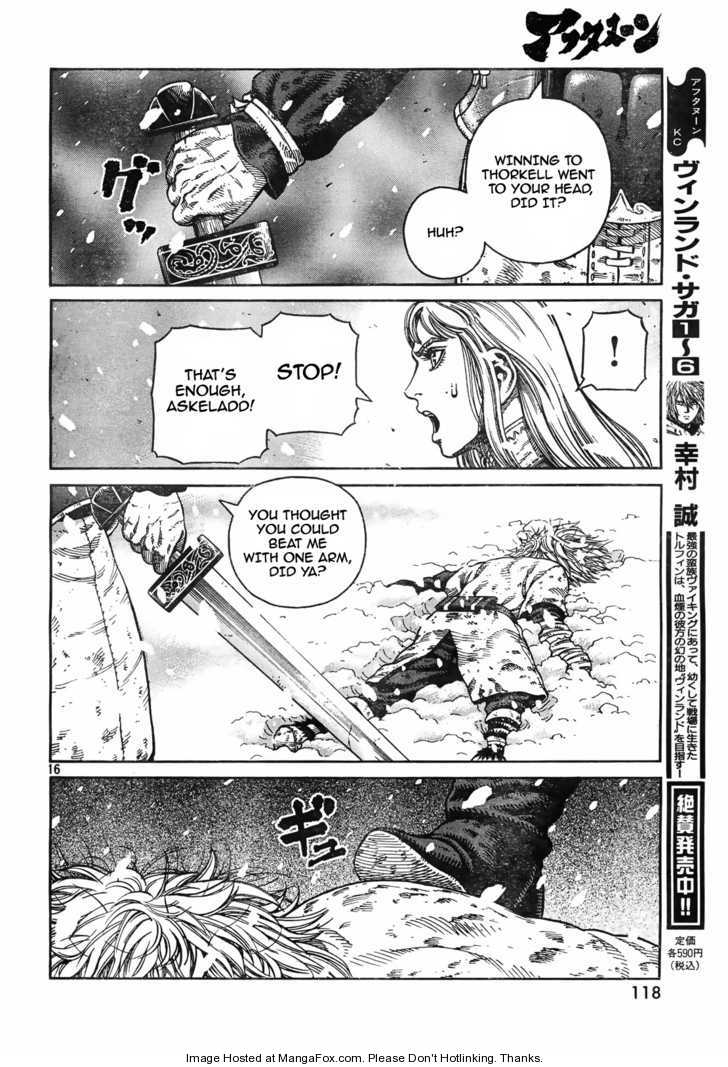 アフタヌーン
WINNING TO
THORKELL WENT
TO YOUR HEAD,
DID IT?
HUH?
グッ
!
STOP!
THAT'S
ENOUGH,
ASKELADD!
YOU THOUGHT
YOU COULD
BEAT ME
WITH ONE ARM,
DID YA?
16
ギュ
アフタヌーン
KC
ヴィンランド・サガ1〜6
幸村 誠
最強の蛮族ヴァイキングにあって、幼くして戦場に生きた
トルフィンは、血煙の彼方の幻の地『ヴィンランド』を目指す―
絶賛発売中!!
定価
各590円
(税込)
118
Image Hosted at MangaFox.com. Please Don't Hotlinking. Thanks.